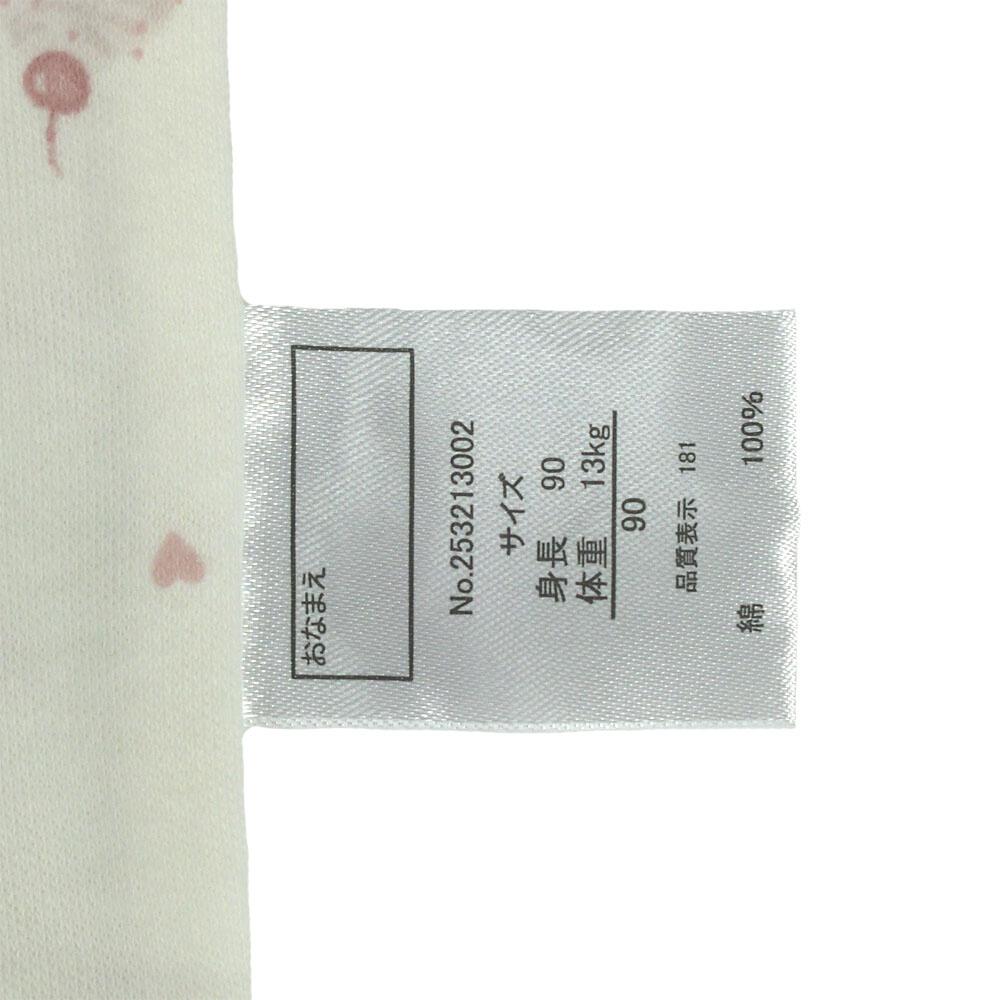 おなまえ
No.253213002
サイズ
身長 90
体重 13kg
90
品質表示 181
綿 100%